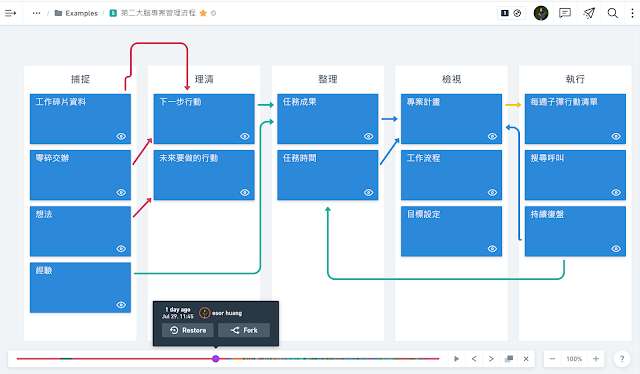 ... / Examples / S 第二大腦專案管理流程
捕捉
理清
整理
檢視
執行
工作碎片資料
下一步行動
任務成果
專案計畫
每週子彈行動清單
零碎交辦
未來要做的行動
任務時間
工作流程
搜尋呼叫
想法
目標設定
持續復盤
經驗
1 day ago
Jul 29, 11:45
esor huang
Restore
Fork
100%
?